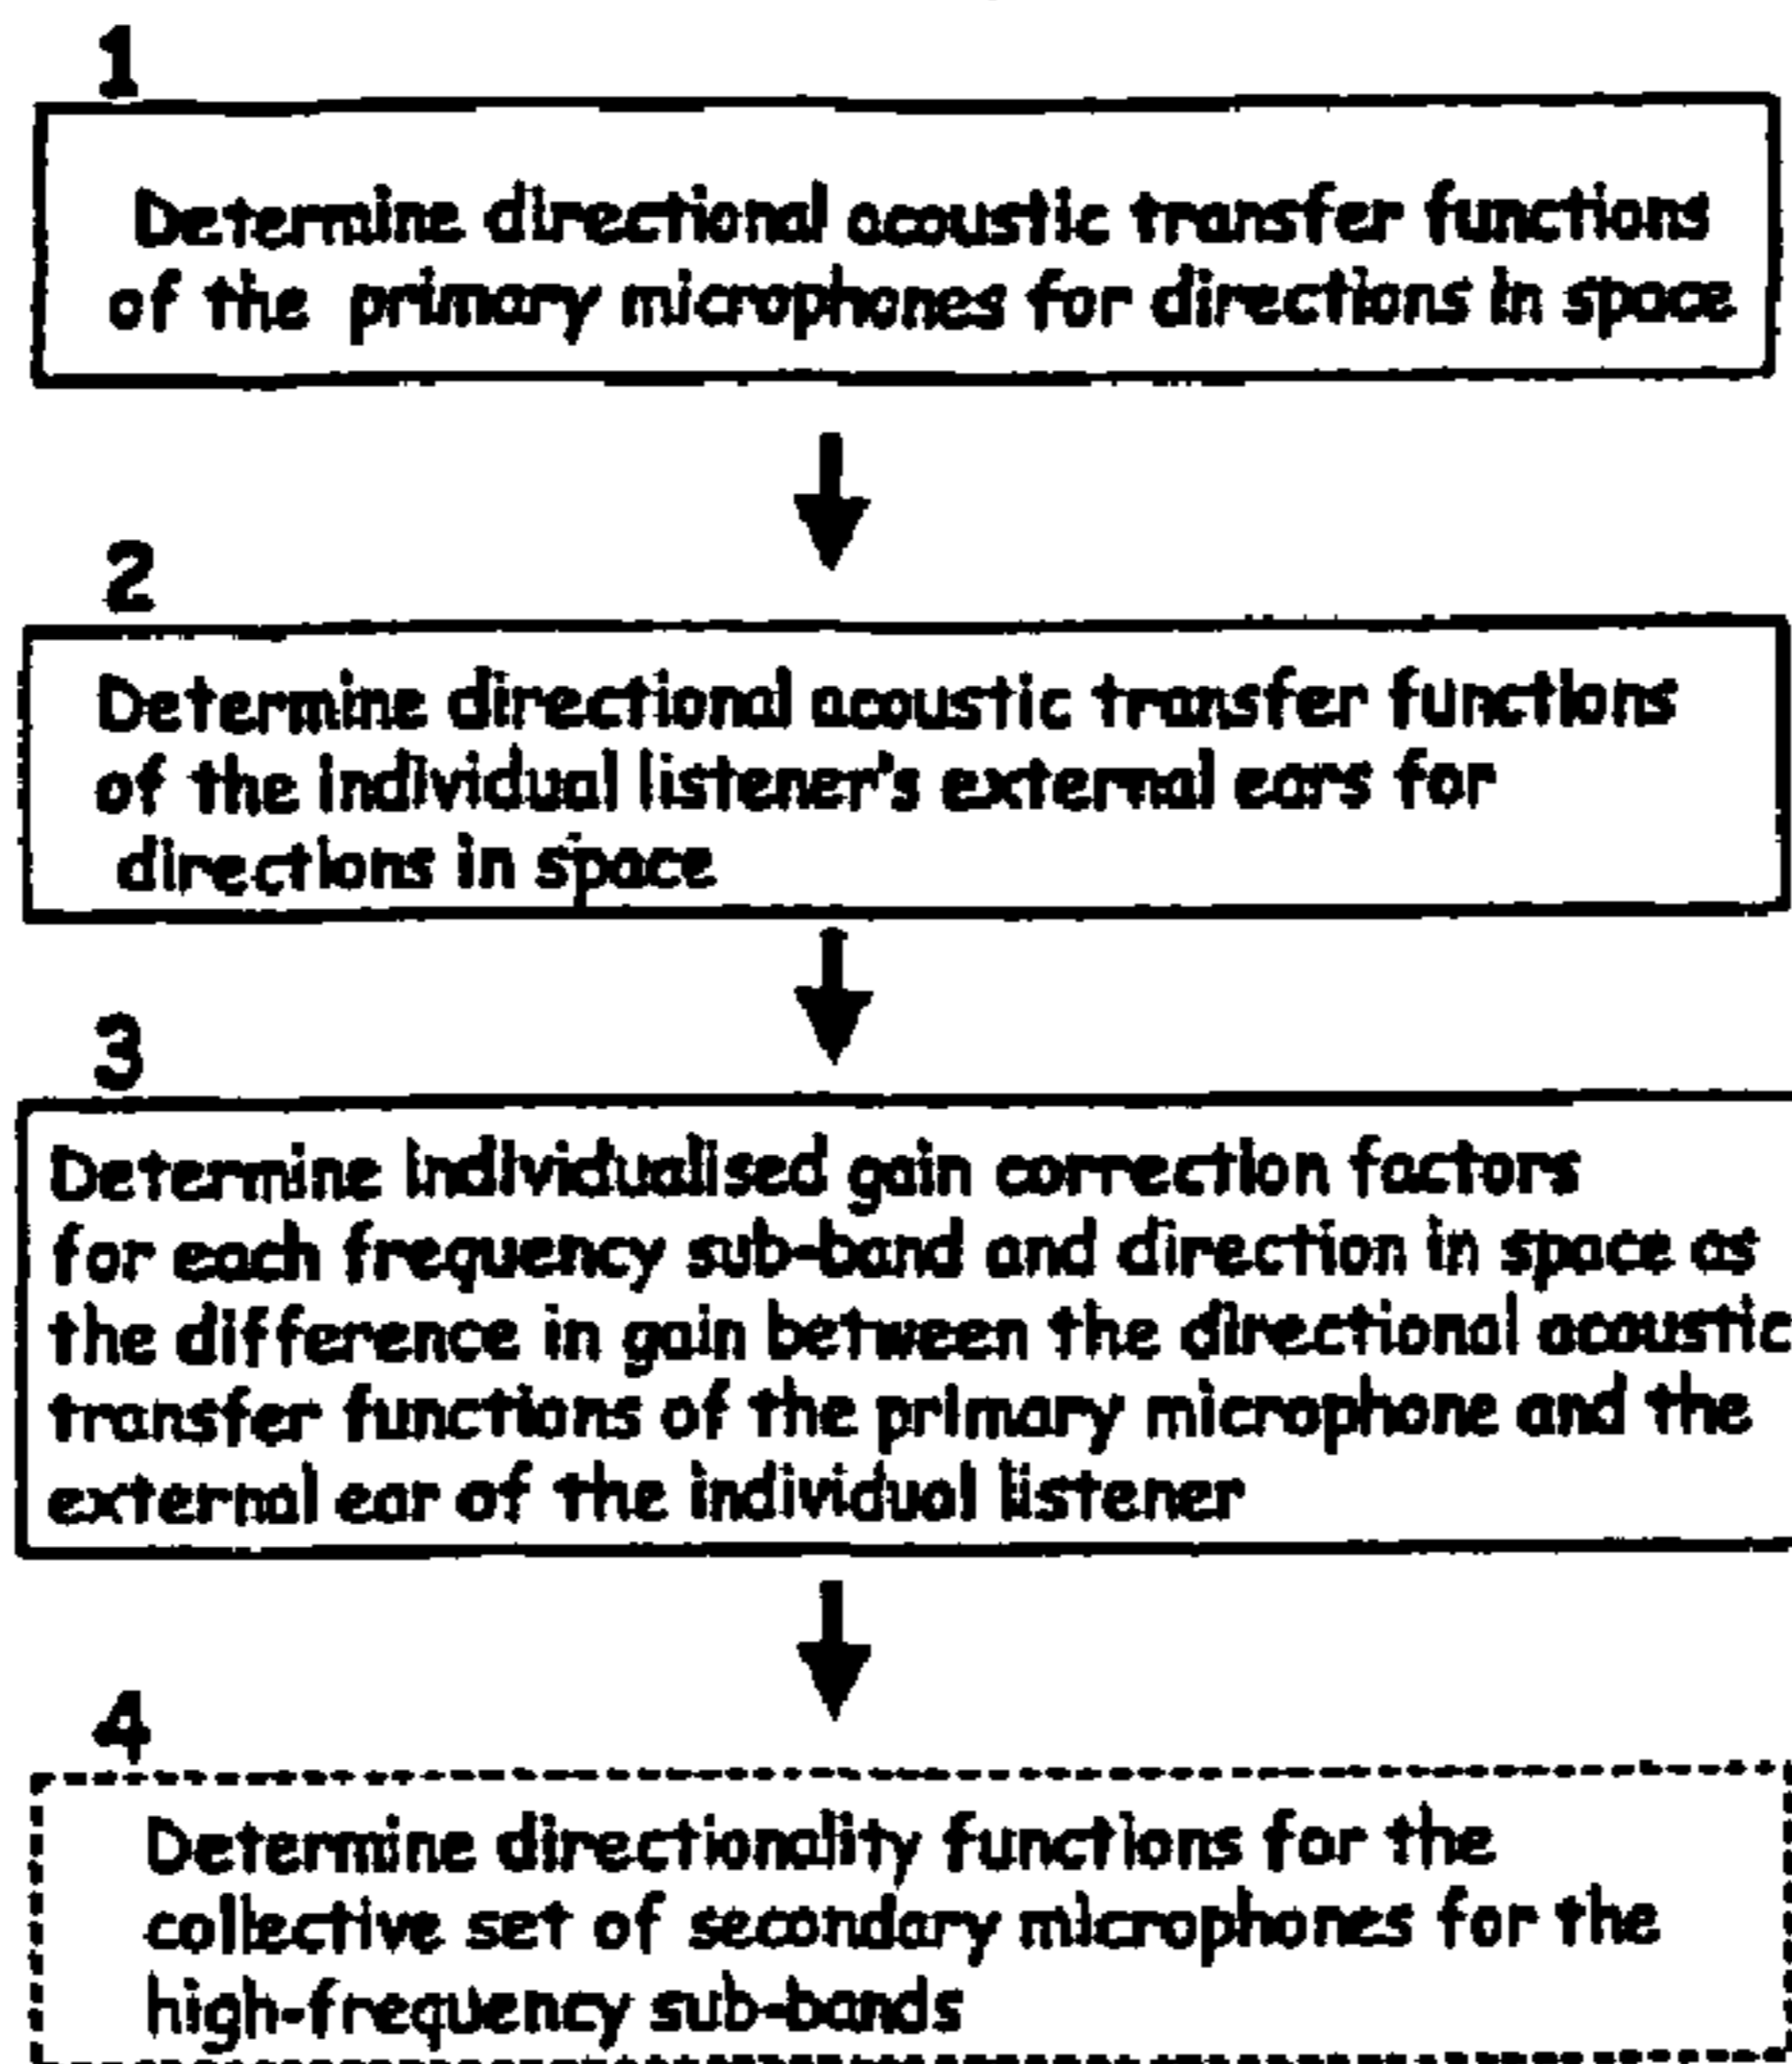 1
Determine directional acoustic transfer functions
of the primary microphones for directions in space
2
Determine directional acoustic transfer functions
of the individual listener's external ears for
directions in space
3
Determine individualised gain correction factors
for each frequency sub-band and direction in space as
the difference in gain between the directional acoustic
transfer functions of the primary microphone and the
external ear of the individual listener
4
Determine directionality functions for the
collective set of secondary microphones for the
high-frequency sub-bands